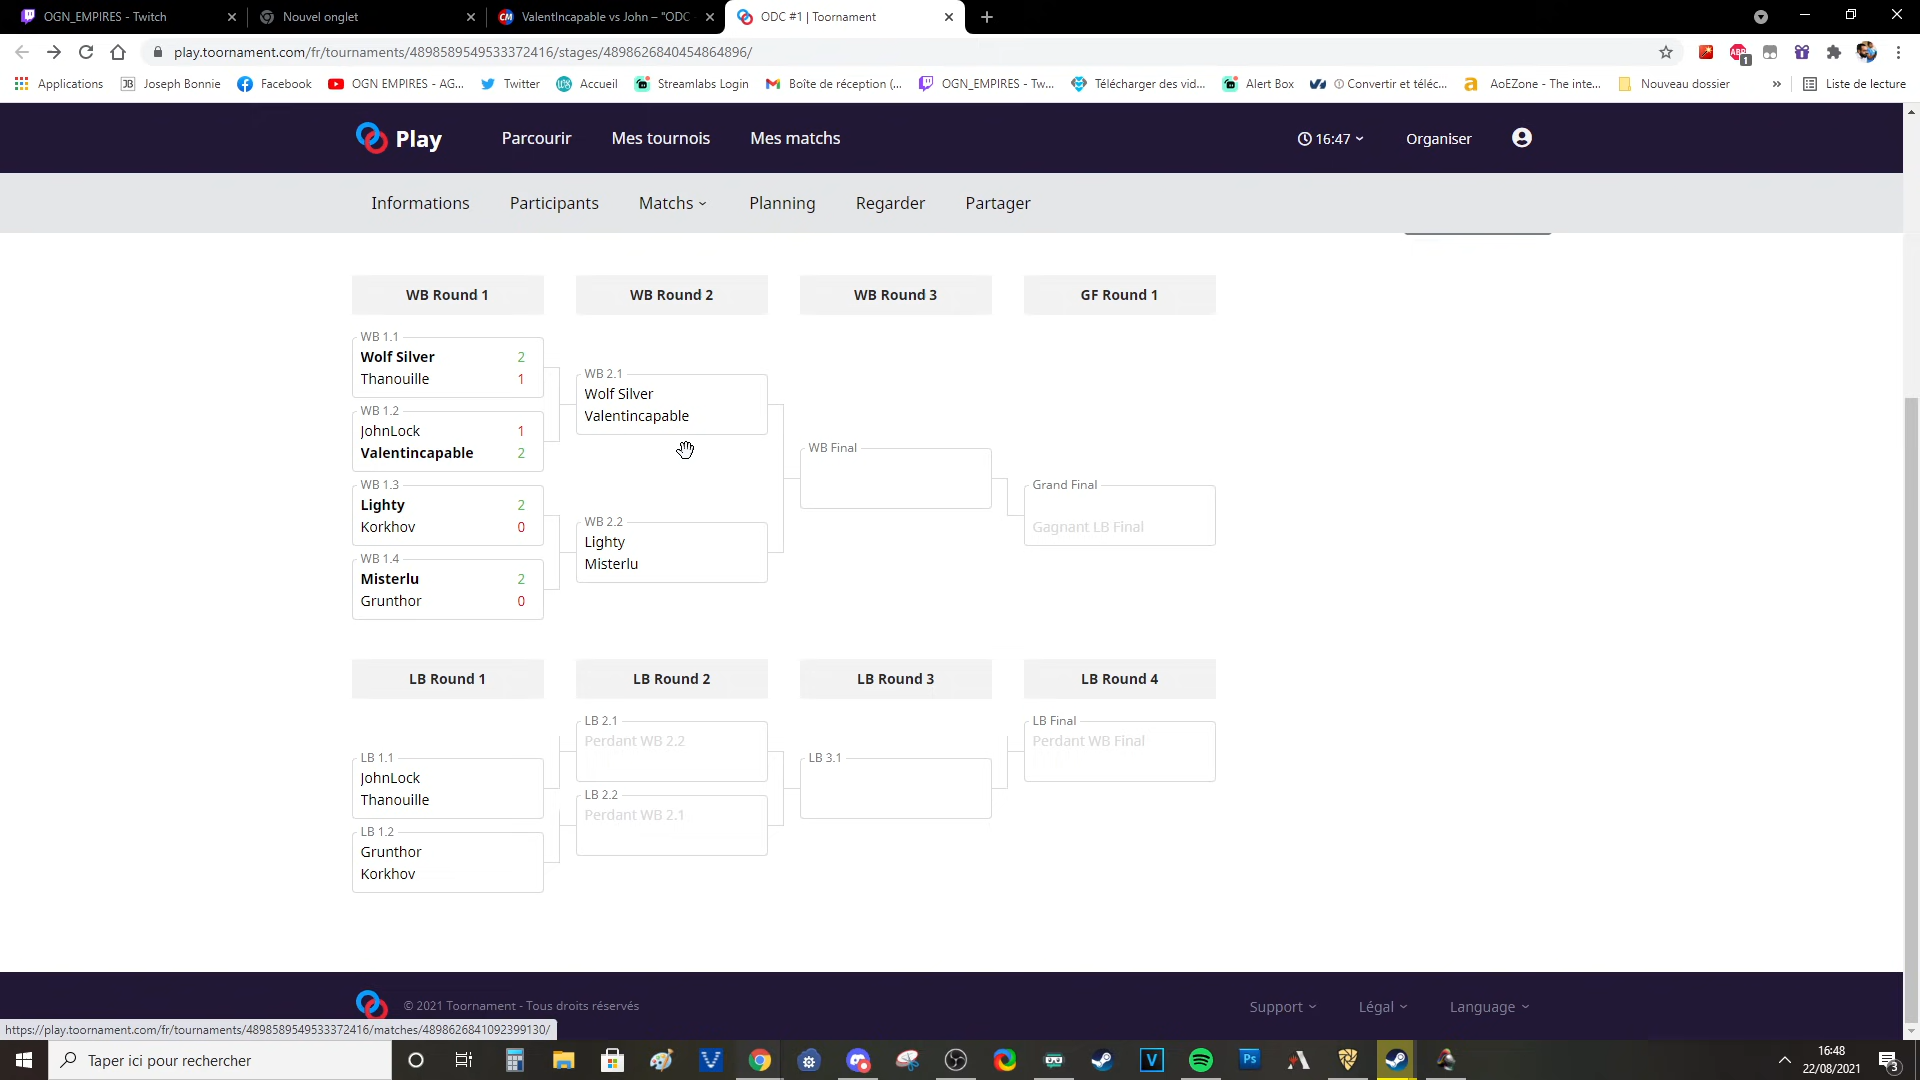 OGN_EMPIRES - Twitch
Nouvel onglet
ValentIncapable vs John – "ODC
ODC #1 | Toornament
play.toornament.com/fr/tournaments/4898589549533372416/stages/4898626840454864896/
Applications
Joseph Bonnie
Facebook
OGN EMPIRES - AG...
Twitter
Accueil
Streamlabs Login
Boîte de réception (...
OGN_EMPIRES - Tw...
Télécharger des vid...
Alert Box
Convertir et téléc...
AoEZone - The inte...
Nouveau dossier
»
Liste de lecture
Play
Parcourir
Mes tournois
Mes matchs
16:47
Organiser
Informations
Participants
Matchs
Planning
Regarder
Partager
WB Round 1
WB Round 2
WB Round 3
GF Round 1
WB 1.1
Wolf Silver 2
Thanouille 1
WB 1.2
JohnLock 1
Valentincapable 2
WB 1.3
Lighty 2
Korkhov 0
WB 1.4
Misterlu 2
Grunthor 0
WB 2.1
Wolf Silver
Valentincapable
WB 2.2
Lighty
Misterlu
WB Final
Grand Final
Gagnant LB Final
LB Round 1
LB Round 2
LB Round 3
LB Round 4
LB 1.1
JohnLock
Thanouille
LB 1.2
Grunthor
Korkhov
LB 2.1
Perdant WB 2.2
LB 2.2
Perdant WB 2.1
LB 3.1
LB Final
Perdant WB Final
© 2021 Toornament - Tous droits réservés
Support
Légal
Language
https://play.toornament.com/fr/tournaments/4898589549533372416/matches/4898626841092399130/
Taper ici pour rechercher
16:48
22/08/2021
3